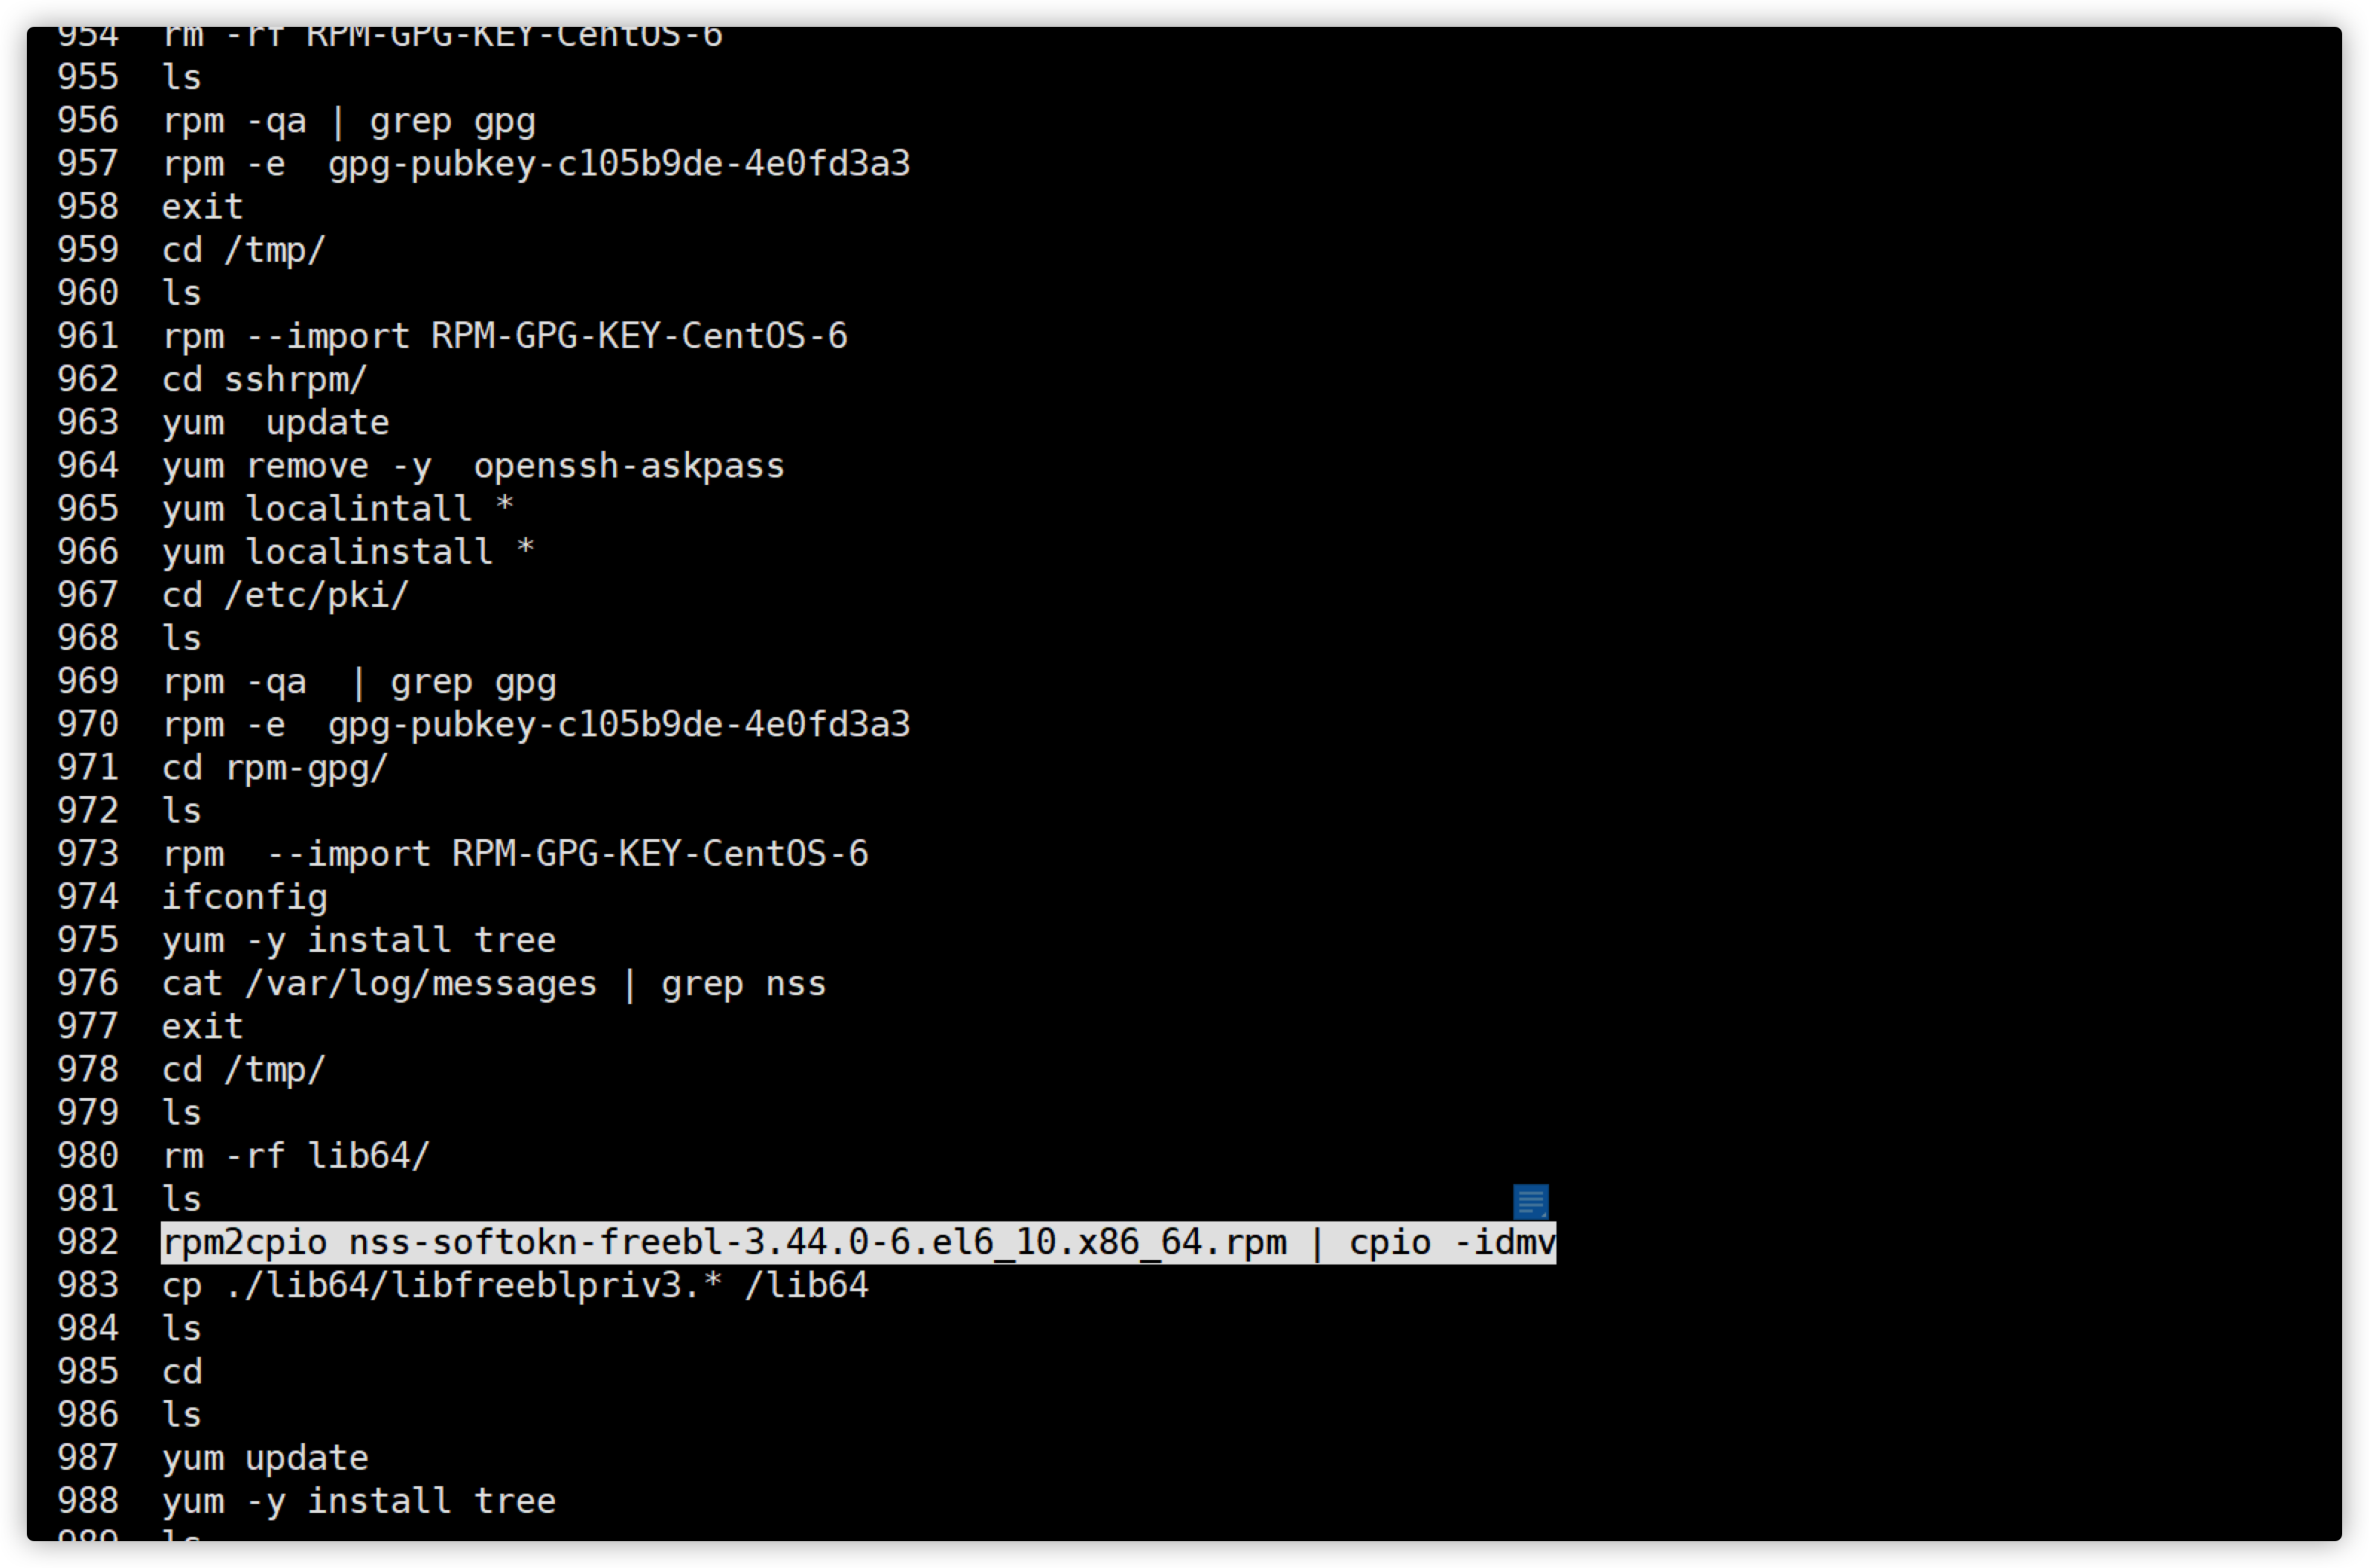 954  rm -rf RPM-GPG-KEY-CentOS-6
955  ls
956  rpm -qa | grep gpg
957  rpm -e  gpg-pubkey-c105b9de-4e0fd3a3
958  exit
959  cd /tmp/
960  ls
961  rpm --import RPM-GPG-KEY-CentOS-6
962  cd sshrpm/
963  yum  update
964  yum remove -y  openssh-askpass
965  yum localintall *
966  yum localinstall *
967  cd /etc/pki/
968  ls
969  rpm -qa  | grep gpg
970  rpm -e  gpg-pubkey-c105b9de-4e0fd3a3
971  cd rpm-gpg/
972  ls
973  rpm  --import RPM-GPG-KEY-CentOS-6
974  ifconfig
975  yum -y install tree
976  cat /var/log/messages | grep nss
977  exit
978  cd /tmp/
979  ls
980  rm -rf lib64/
981  ls
982  rpm2cpio nss-softokn-freebl-3.44.0-6.el6_10.x86_64.rpm | cpio -idmv
983  cp ./lib64/libfreeblpriv3.* /lib64
984  ls
985  cd
986  ls
987  yum update
988  yum -y install tree
989  ls